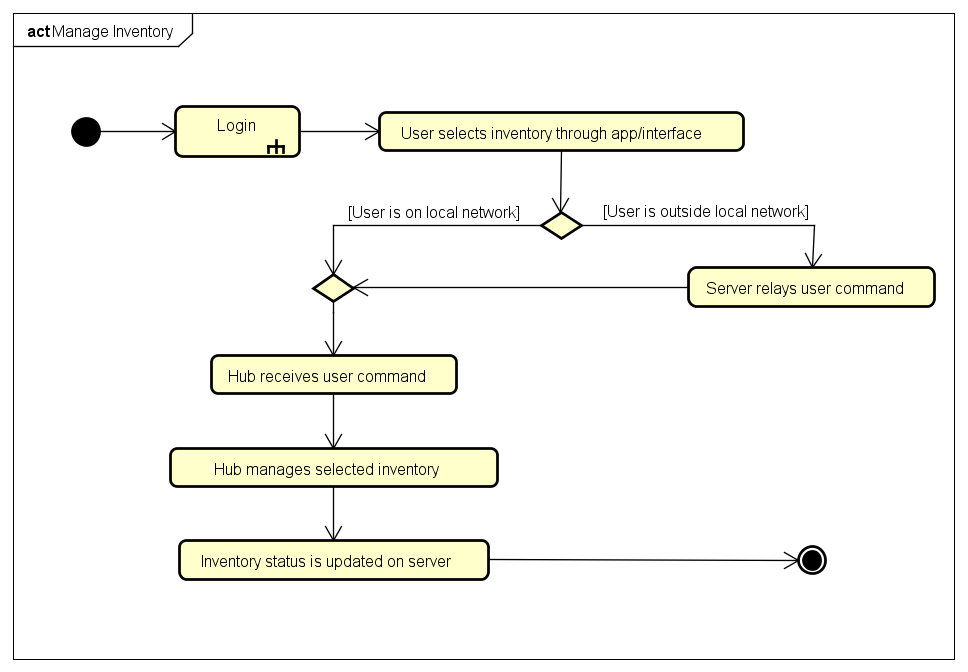 act Manage Inventory
Login
User selects inventory through app/interface
[User is on local network]
[User is outside local network]
Server relays user command
Hub receives user command
Hub manages selected inventory
Inventory status is updated on server